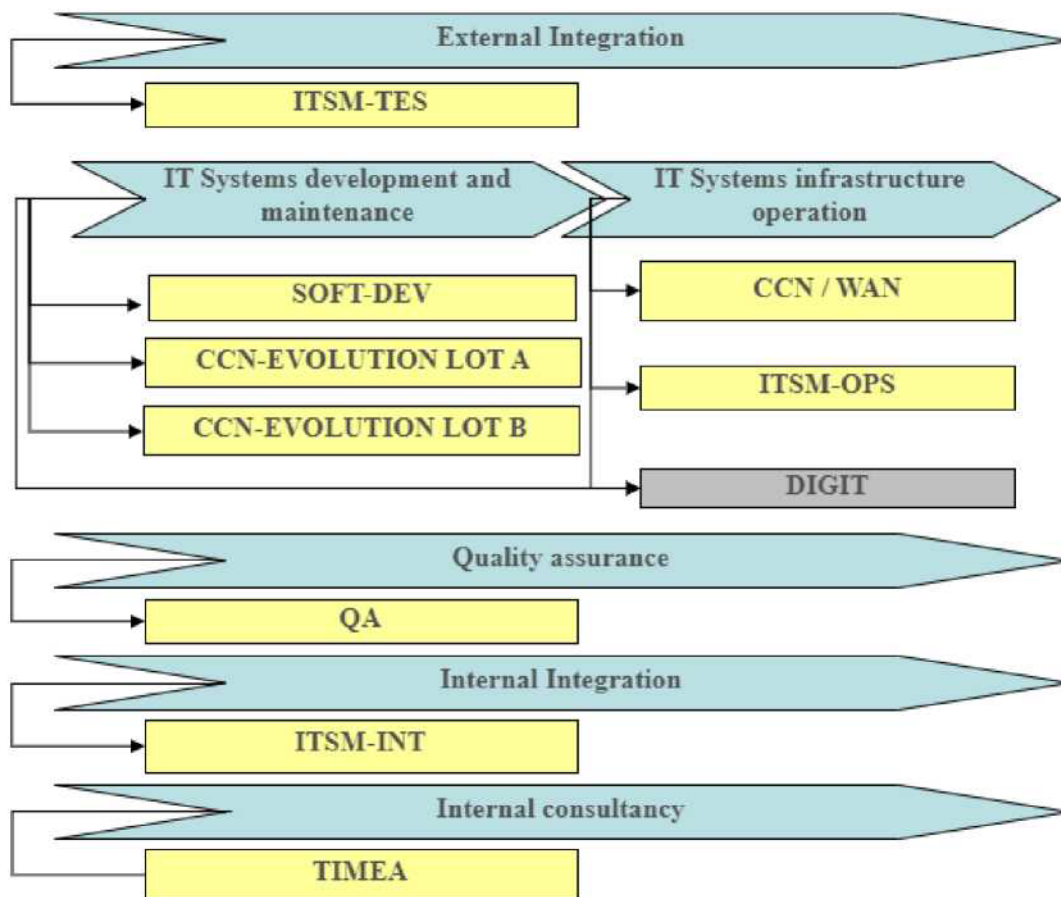 External Integration
ITSM-TES
IT Systems development and
maintenance
IT Systems infrastructure
operation
SOFT-DEV
CCN / WAN
CCN-EVOLUTION LOT A
ITSM-OPS
CCN-EVOLUTION LOT B
DIGIT
Quality assurance
QA
Internal Integration
ITSM-INT
Internal consultancy
TIMEA